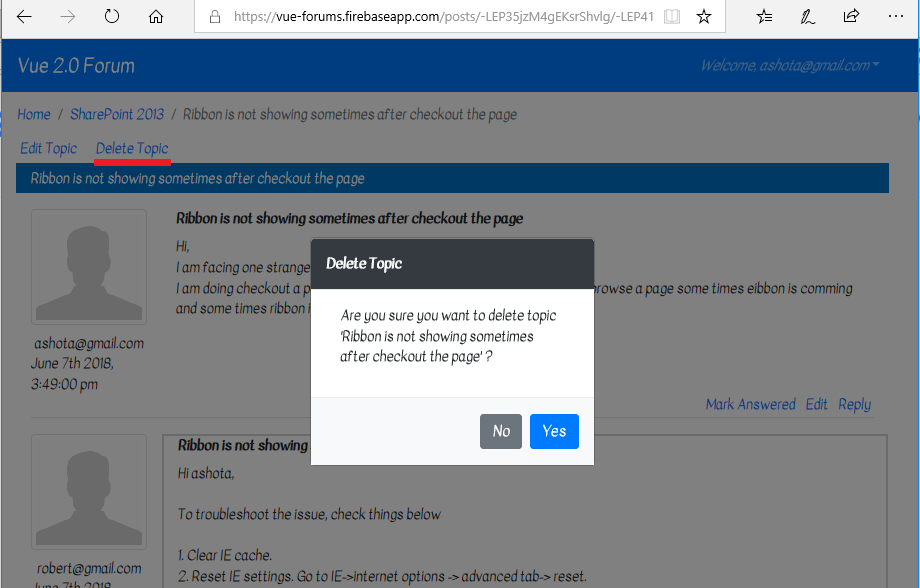 https://vue-forums.firebaseapp.com/posts/-LEP35jzM4gEKsrShvlg/-LEP41
Vue 2.0 Forum
Welcome, ashota@gmail.com
Home / SharePoint 2013 / Ribbon is not showing sometimes after checkout the page
Edit Topic Delete Topic
Ribbon is not showing sometimes after checkout the page
Ribbon is not showing sometimes after checkout the page
Hi,
I am facing one strange
I am doing checkout a p rowse a page some times eibbon is comming
and some times ribbon
ashota@gmail.com
June 7th 2018,
3:49:00 pm
Delete Topic
Are you sure you want to delete topic
'Ribbon is not showing sometimes
after checkout the page' ?
No Yes
Mark Answered Edit Reply
Ribbon is not showing
Hi ashota,
To troubleshoot the issue, check things below
1. Clear IE cache.
2. Reset IE settings. Go to IE->internet options -> advanced tab-> reset.
robert@gmail.com
June 7th 2018,